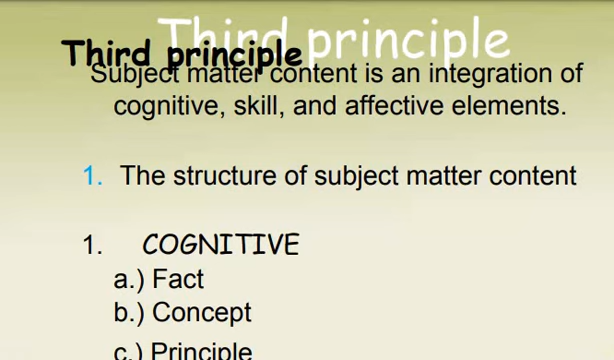 Third principle
Third principle
Subject matter content is an integration of
cognitive, skill, and affective elements.
1. The structure of subject matter content
1. COGNITIVE
a.) Fact
b.) Concept
c.) Principle